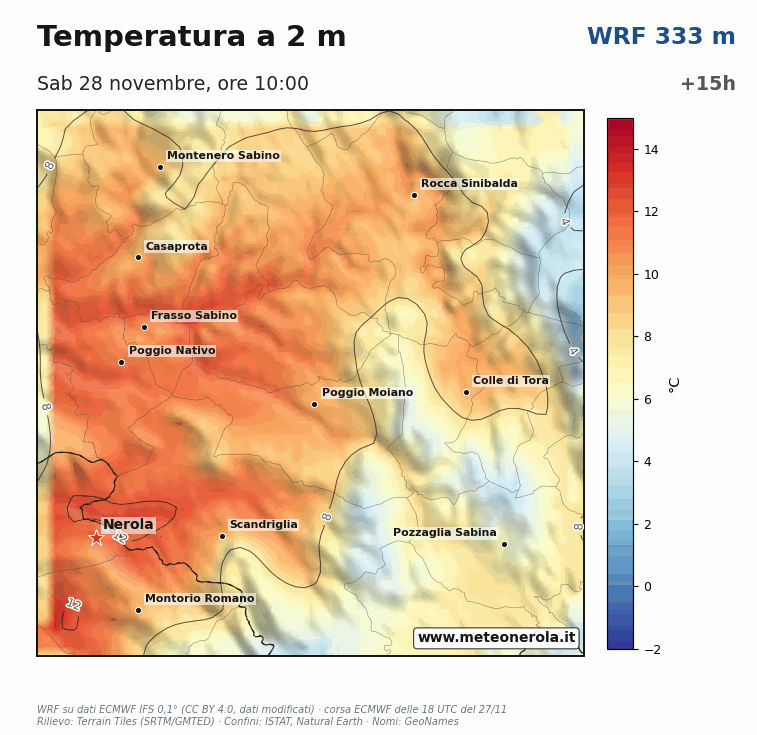 Temperatura a 2 m
WRF 333 m
Sab 28 novembre, ore 10:00
+15h
Montenero Sabino
Rocca Sinibalda
Casaprota
Frasso Sabino
Poggio Nativo
Poggio Moiano
Colle di Tora
Nerola
Scandriglia
Pozzaglia Sabina
Montorio Romano
8
8
8
8
4
4
12
12
www.meteonerola.it
14
12
10
8
6
4
2
0
−2
°C
WRF su dati ECMWF IFS 0,1° (CC BY 4.0, dati modificati) · corsa ECMWF delle 18 UTC del 27/11
Rilievo: Terrain Tiles (SRTM/GMTED) · Confini: ISTAT, Natural Earth · Nomi: GeoNames